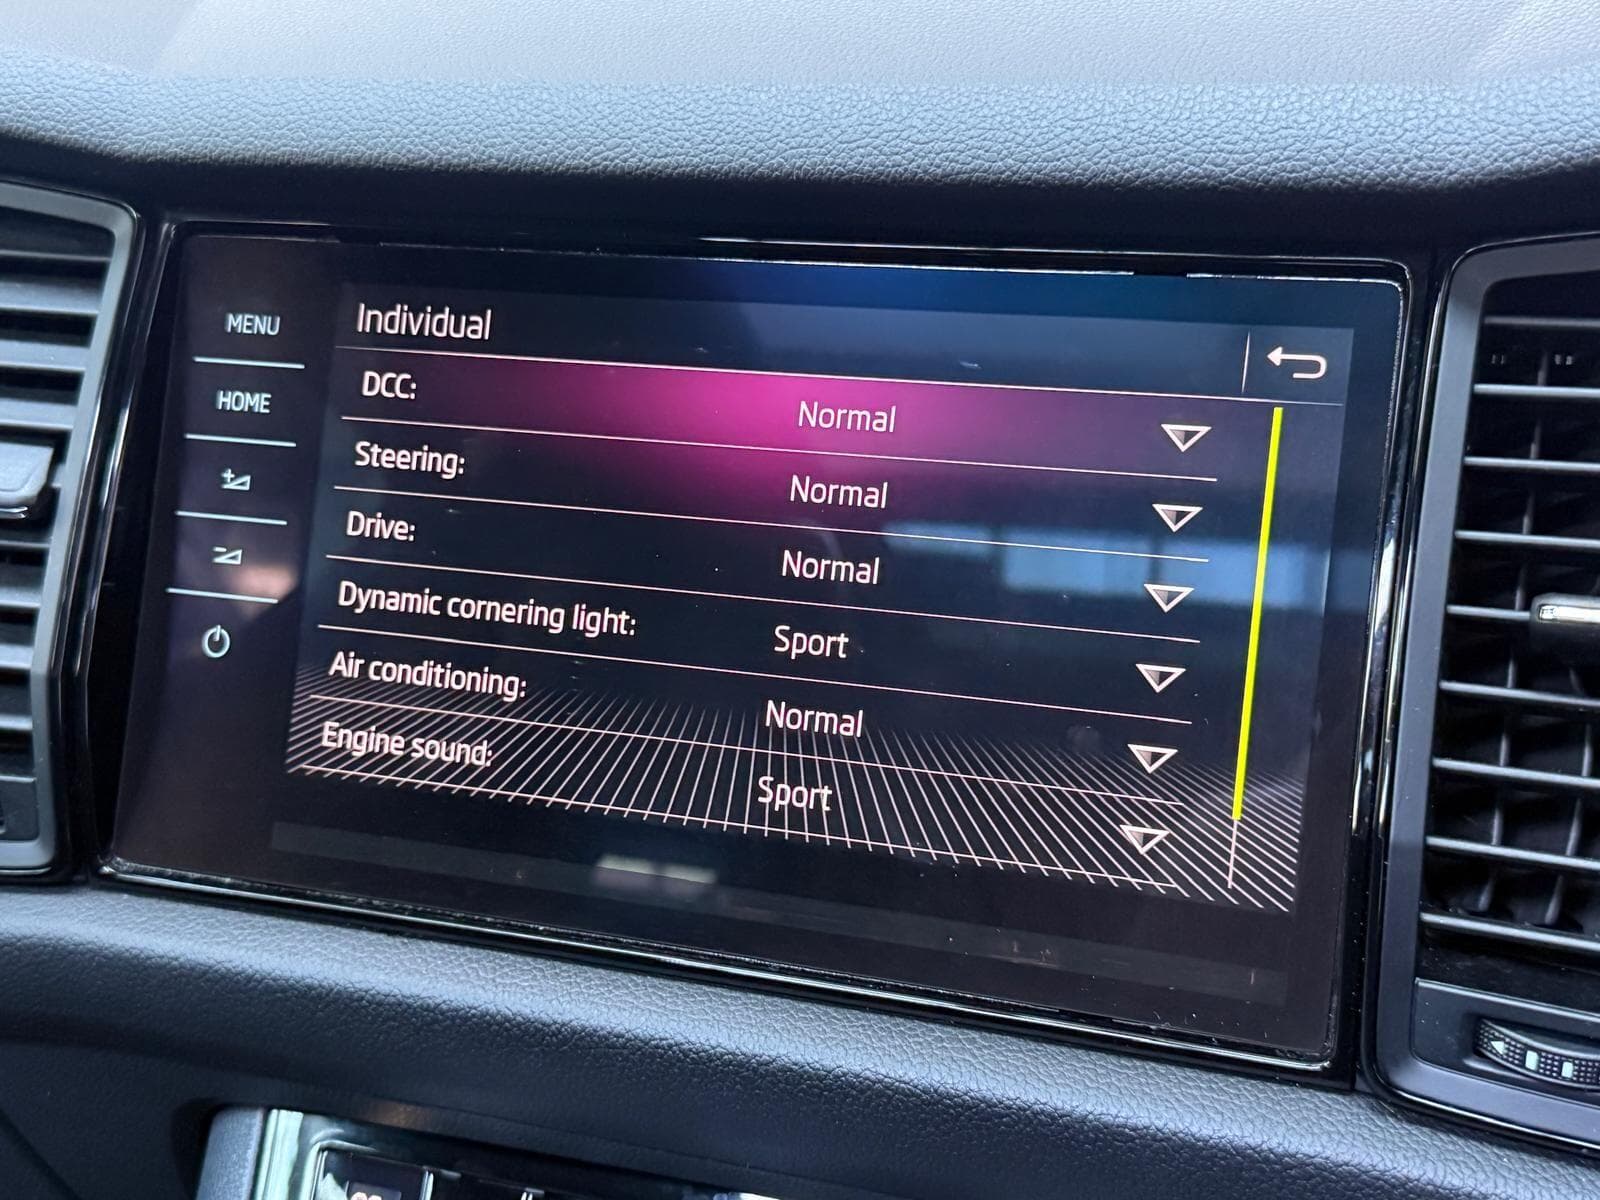 MENU
HOME
Individual
DCC: Normal
Steering: Normal
Drive: Normal
Dynamic cornering light: Sport
Air conditioning: Normal
Engine sound: Sport